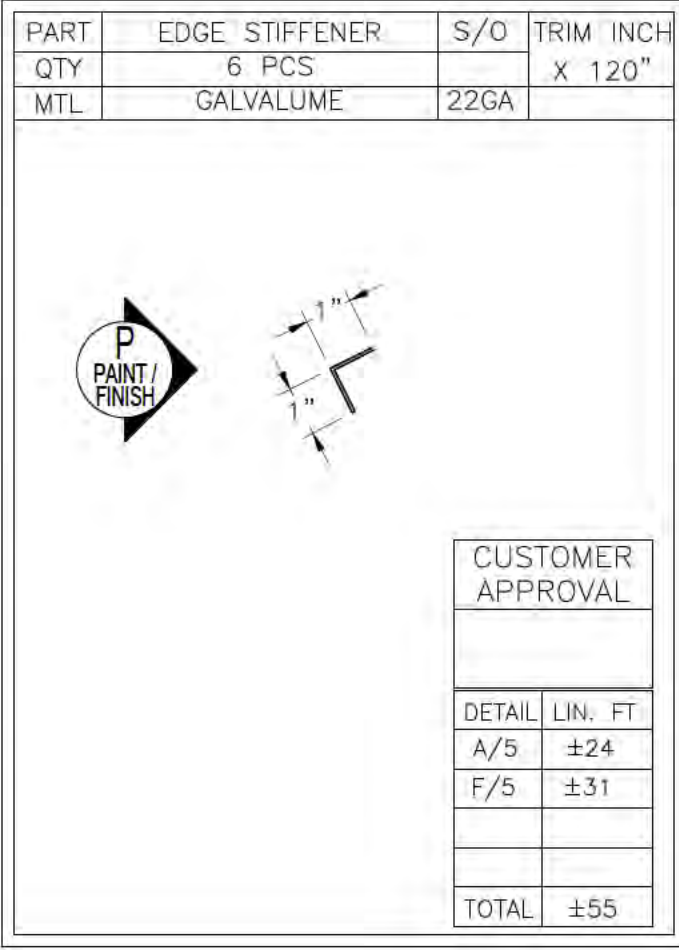 PART EDGE STIFFENER S/O TRIM INCH
QTY 6 PCS X 120"
MTL GALVALUME 22GA
P
PAINT /
FINISH
1"
1"
CUSTOMER
APPROVAL
DETAIL LIN. FT
A/5 ±24
F/5 ±31
TOTAL ±55